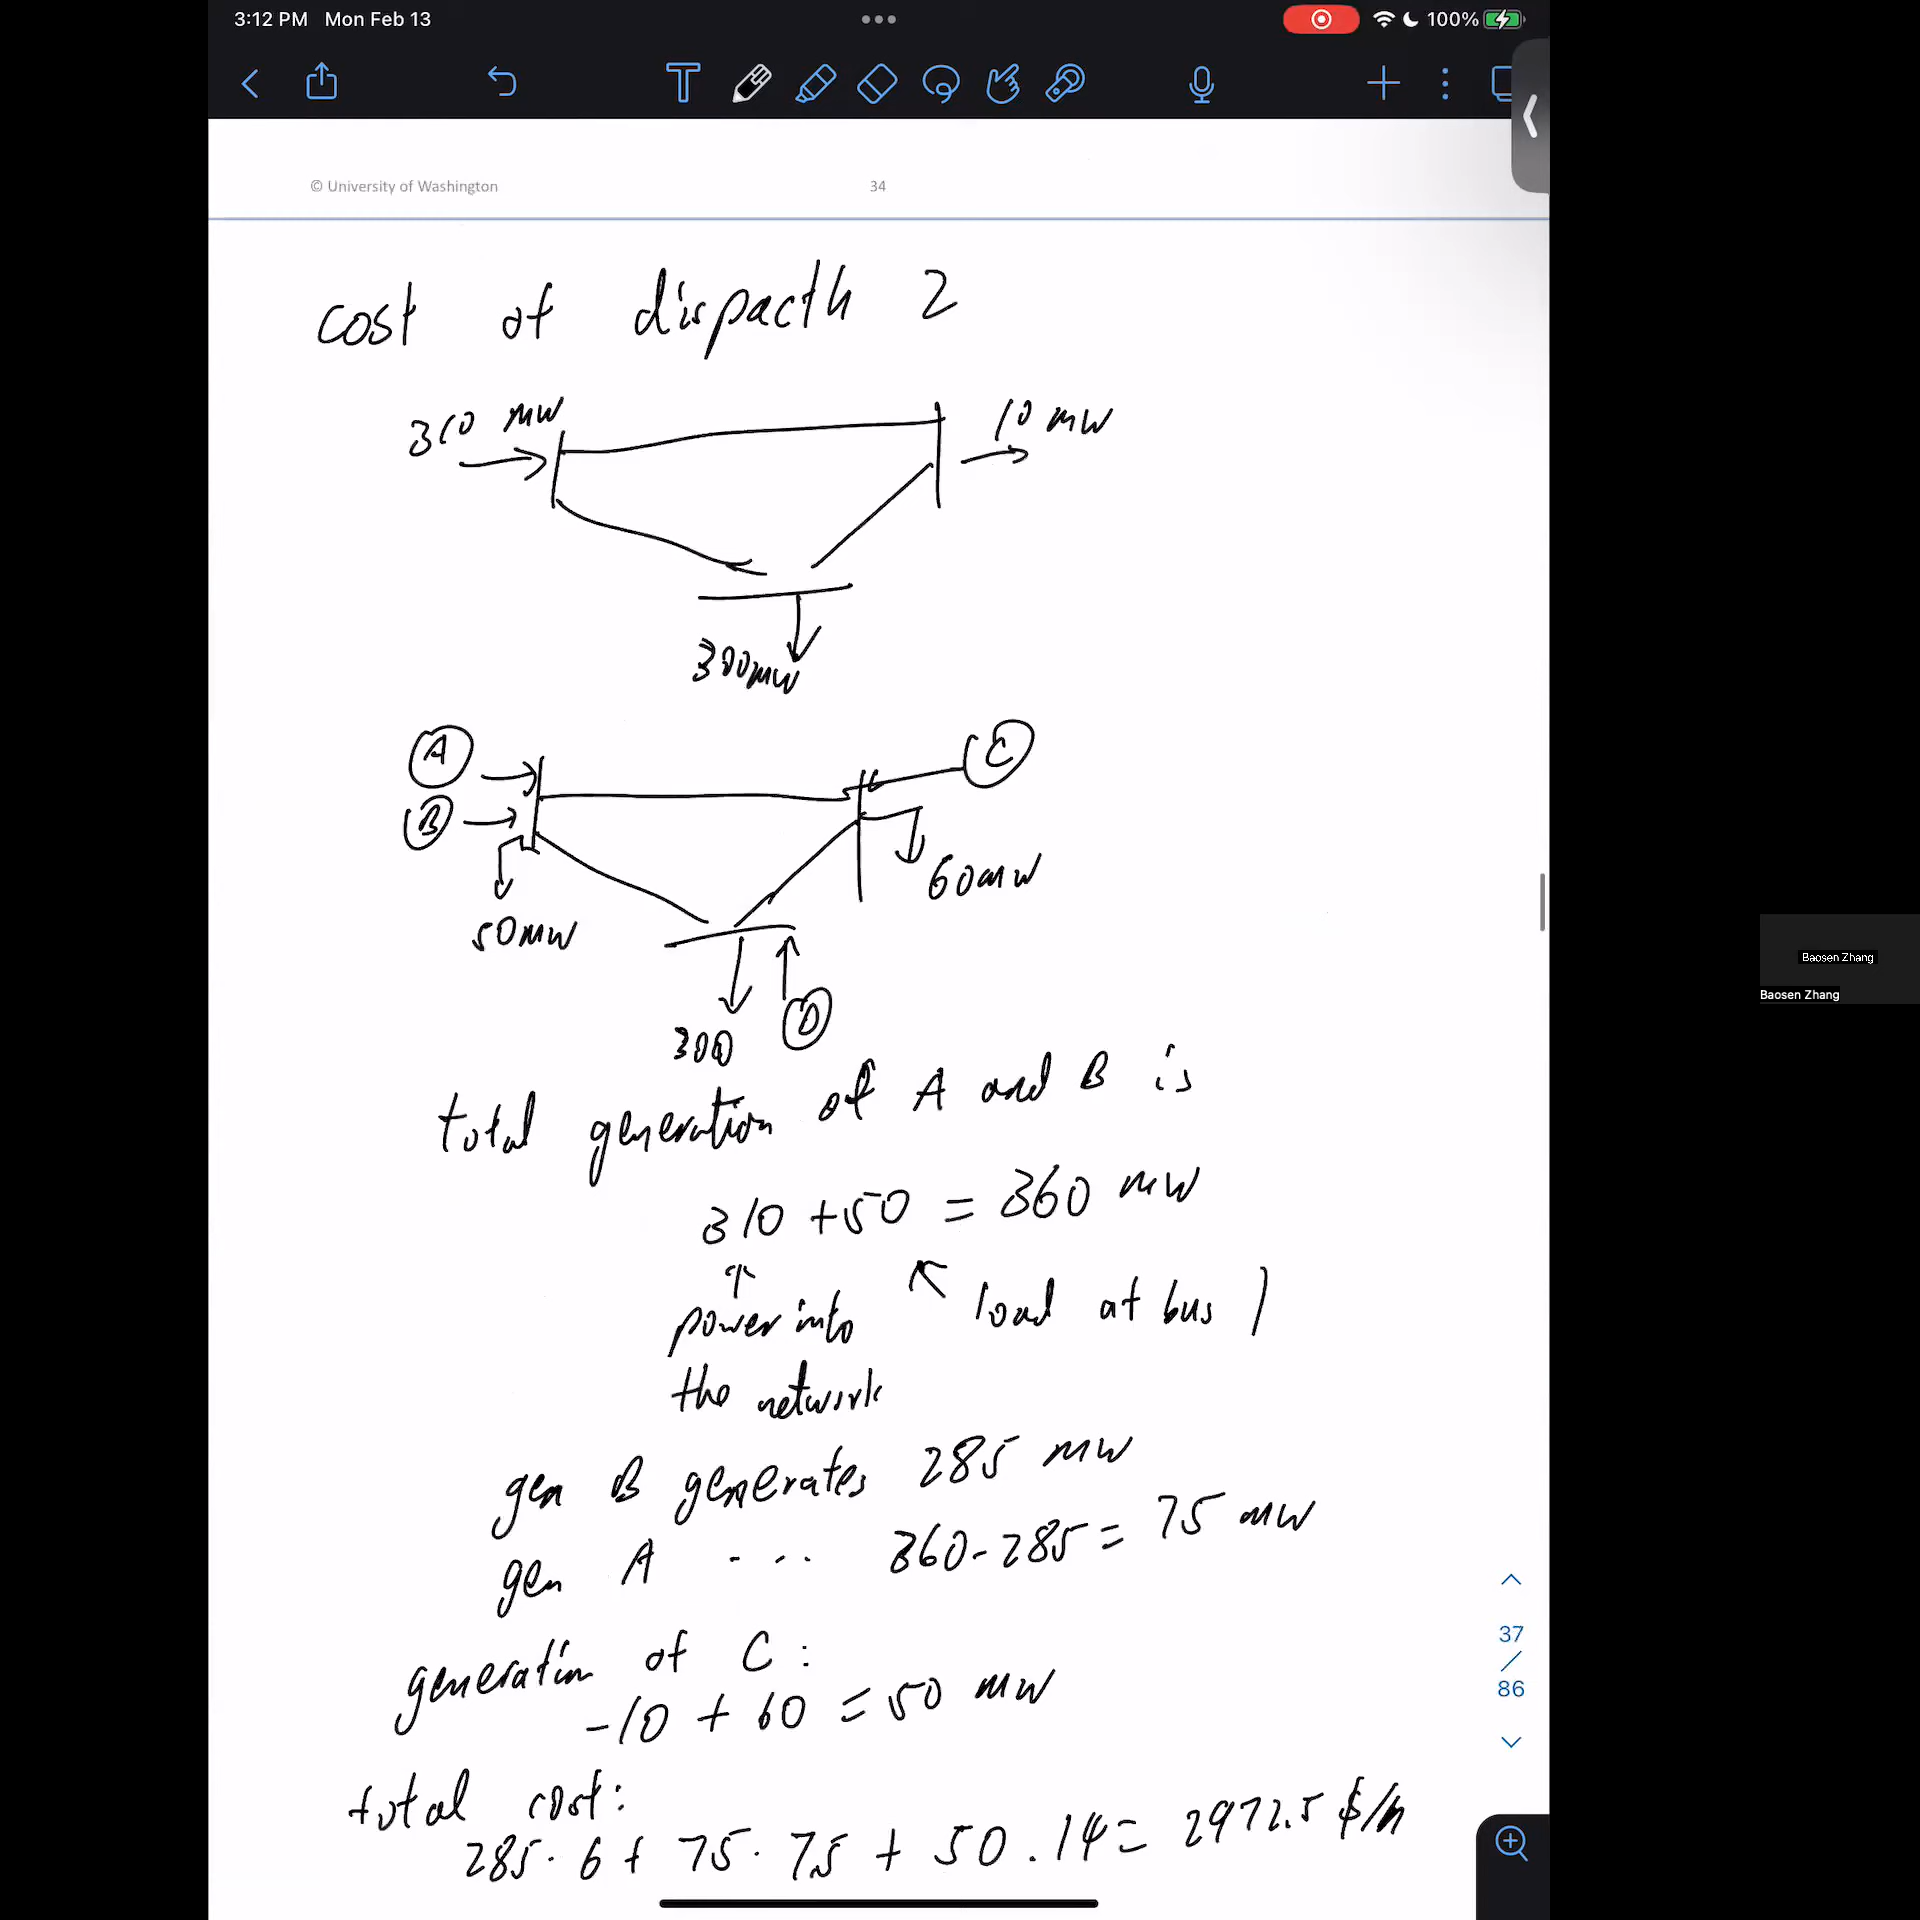 3:12 PM Mon Feb 13
100%
© University of Washington
34
cost of dispacth 2
310 MW
10 MW
300MW
A
C
B
60MW
50MW
300
D
total generation of A and B is
310 + 50 = 360 MW
power into
load at bus 1
the network
gen B generates 285 MW
gen A ... 360 - 285 = 75 MW
generation of C:
-10 + 60 = 50 MW
total cost:
285 · 6 + 75 · 7.5 + 50 · 14 = 2972.5 $/h
37
/
86
Baosen Zhang
Baosen Zhang